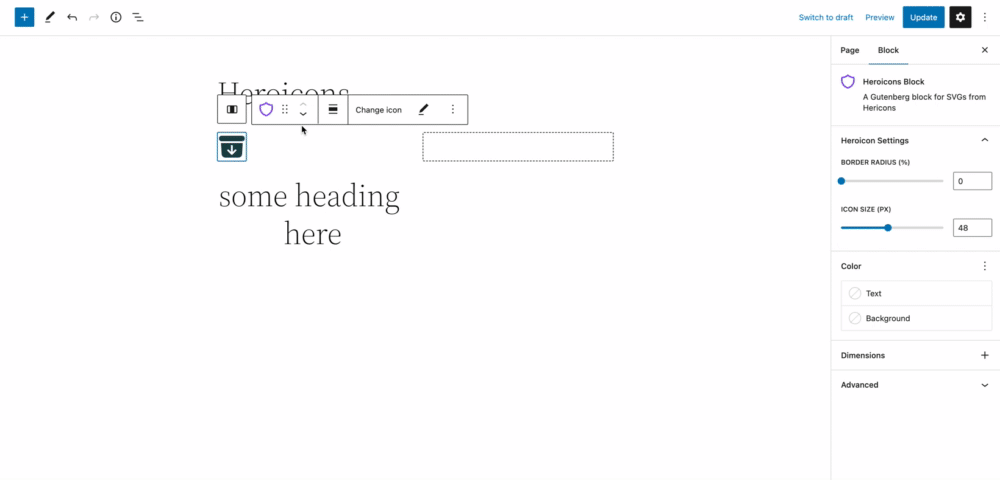 Switch to draft
Preview
Update
Heroicons
Change icon
some heading
here
Page
Block
Heroicons Block
A Gutenberg block for SVGs from
Hericons
Heroicon Settings
BORDER RADIUS (%)
0
ICON SIZE (PX)
48
Color
Text
Background
Dimensions
Advanced